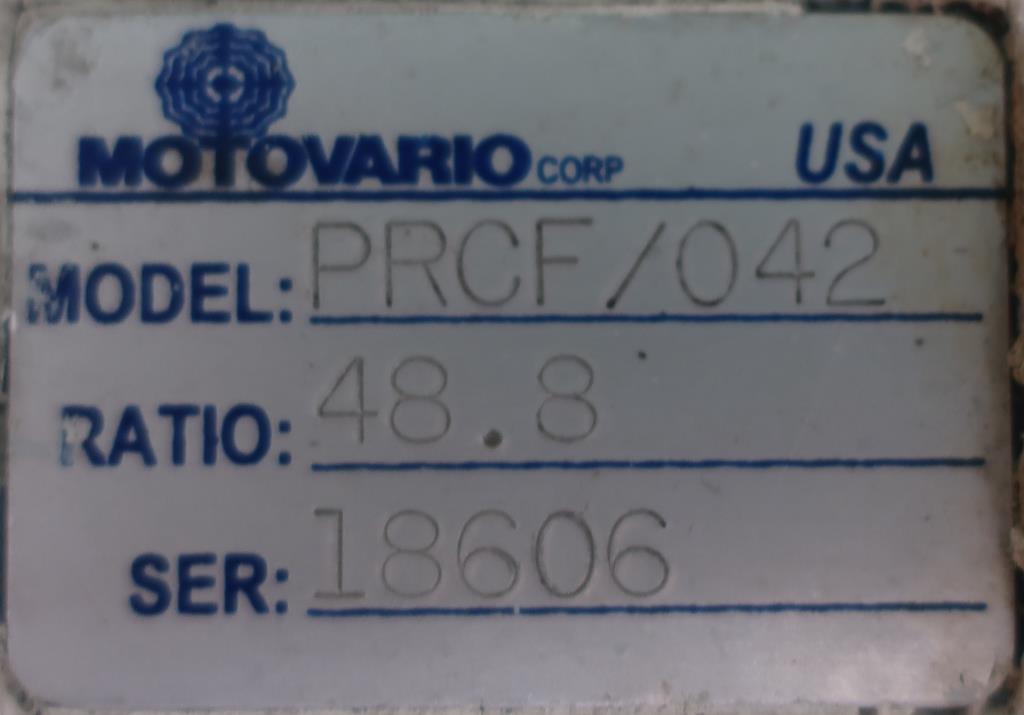 MOTOVARIO CORP USA
MODEL: PRCF/042
RATIO: 48.8
SER: 18606